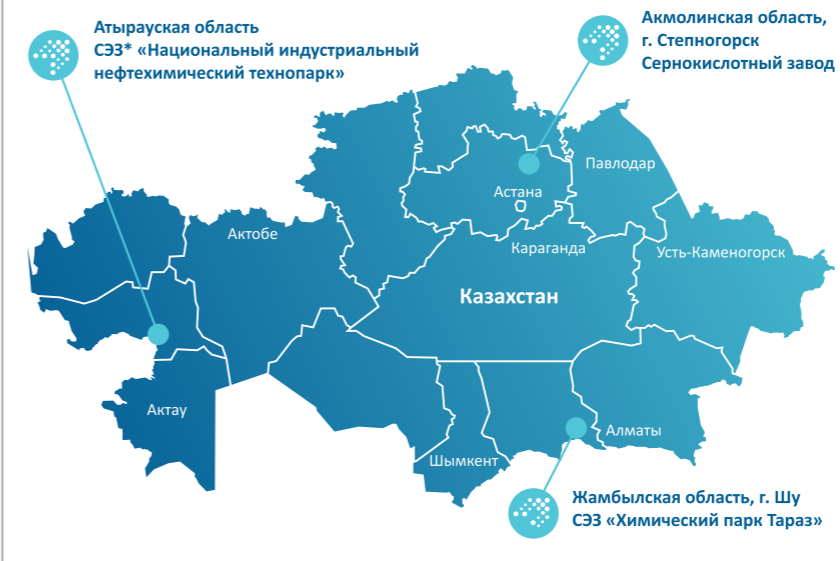 Атырауская область
СЭЗ* «Национальный индустриальный
нефтехимический технопарк»
Акмолинская область,
г. Степногорск
Сернокислотный завод
Павлодар
Астана
Актобе
Караганда
Усть-Каменогорск
Казахстан
Актау
Алматы
Шымкент
Жамбылская область, г. Шу
СЭЗ «Химический парк Тараз»